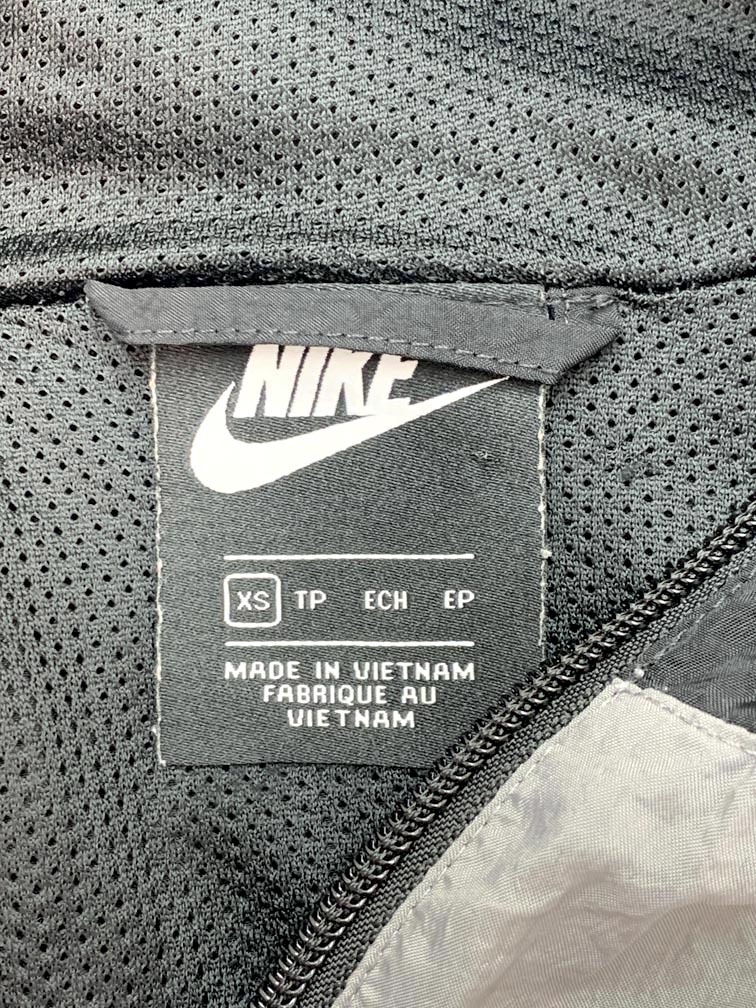 NIKE
XS TP ECH EP
MADE IN VIETNAM
FABRIQUE AU
VIETNAM